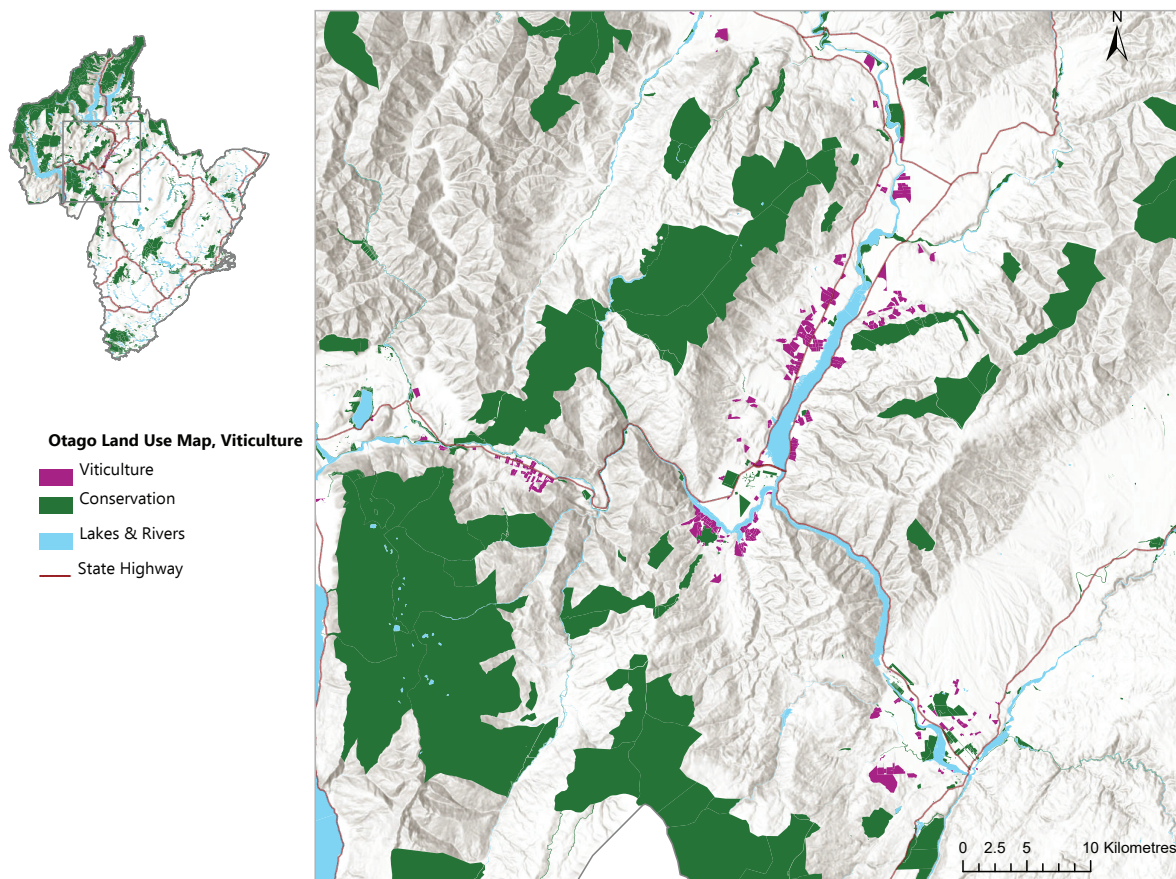 N
Otago Land Use Map, Viticulture
Viticulture
Conservation
Lakes & Rivers
State Highway
0 2.5 5 10 Kilometres